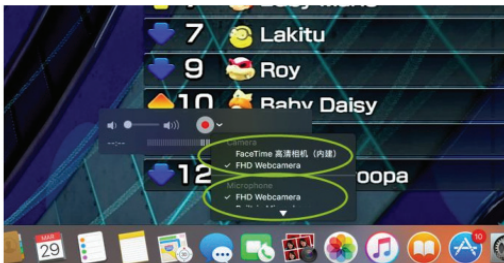 7 Lakitu
9 Roy
10 Baby Daisy
Camera
FaceTime 高清相机（内建）
✓ FHD Webcamera
12
oopa
Microphone
✓ FHD Webcamera
MAR
29
10